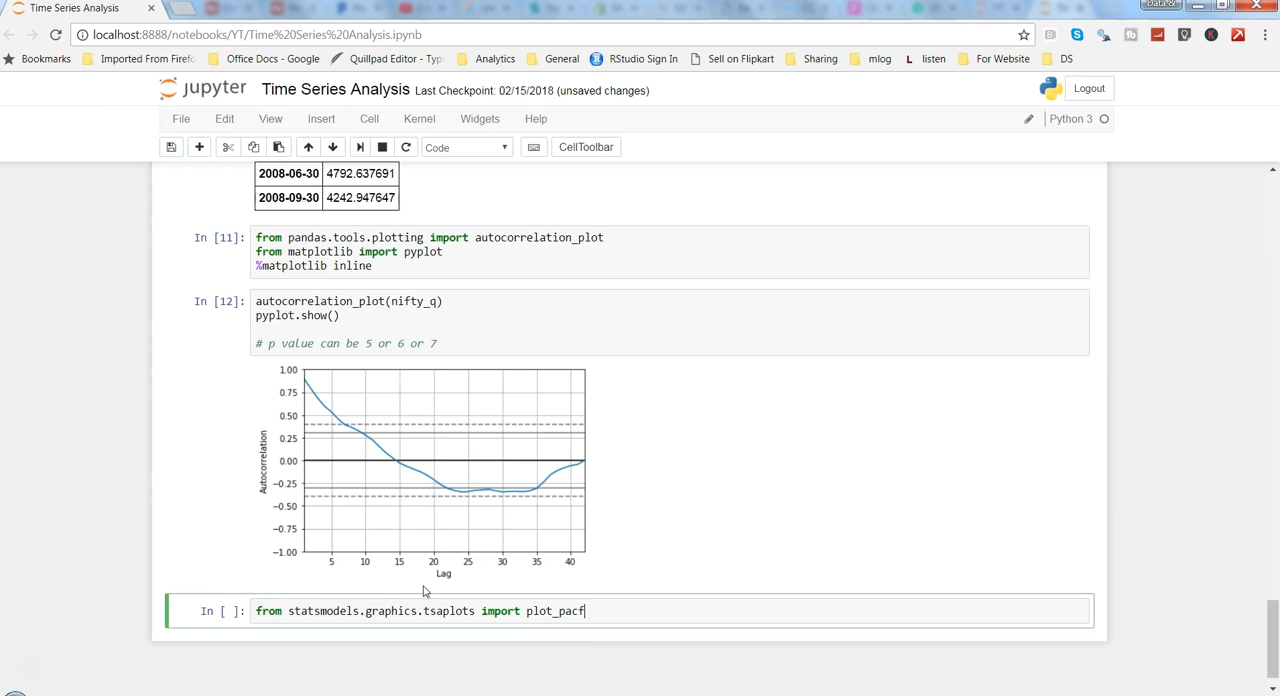 Time Series Analysis
Data &
localhost:8888/notebooks/YT/Time%20Series%20Analysis.ipynb
Bookmarks Imported From Firefo Office Docs - Google Quillpad Editor - Typi Analytics General RStudio Sign In Sell on Flipkart Sharing mlog listen For Website DS
jupyter Time Series Analysis Last Checkpoint: 02/15/2018 (unsaved changes) Logout
File Edit View Insert Cell Kernel Widgets Help Python 3
Code CellToolbar
2008-06-30 4792.637691
2008-09-30 4242.947647
In [11]: from pandas.tools.plotting import autocorrelation_plot
from matplotlib import pyplot
%matplotlib inline
In [12]: autocorrelation_plot(nifty_q)
pyplot.show()
# p value can be 5 or 6 or 7
1.00
0.75
0.50
0.25
0.00
−0.25
−0.50
−0.75
−1.00
Autocorrelation
5 10 15 20 25 30 35 40
Lag
In [ ]: from statsmodels.graphics.tsaplots import plot_pacf